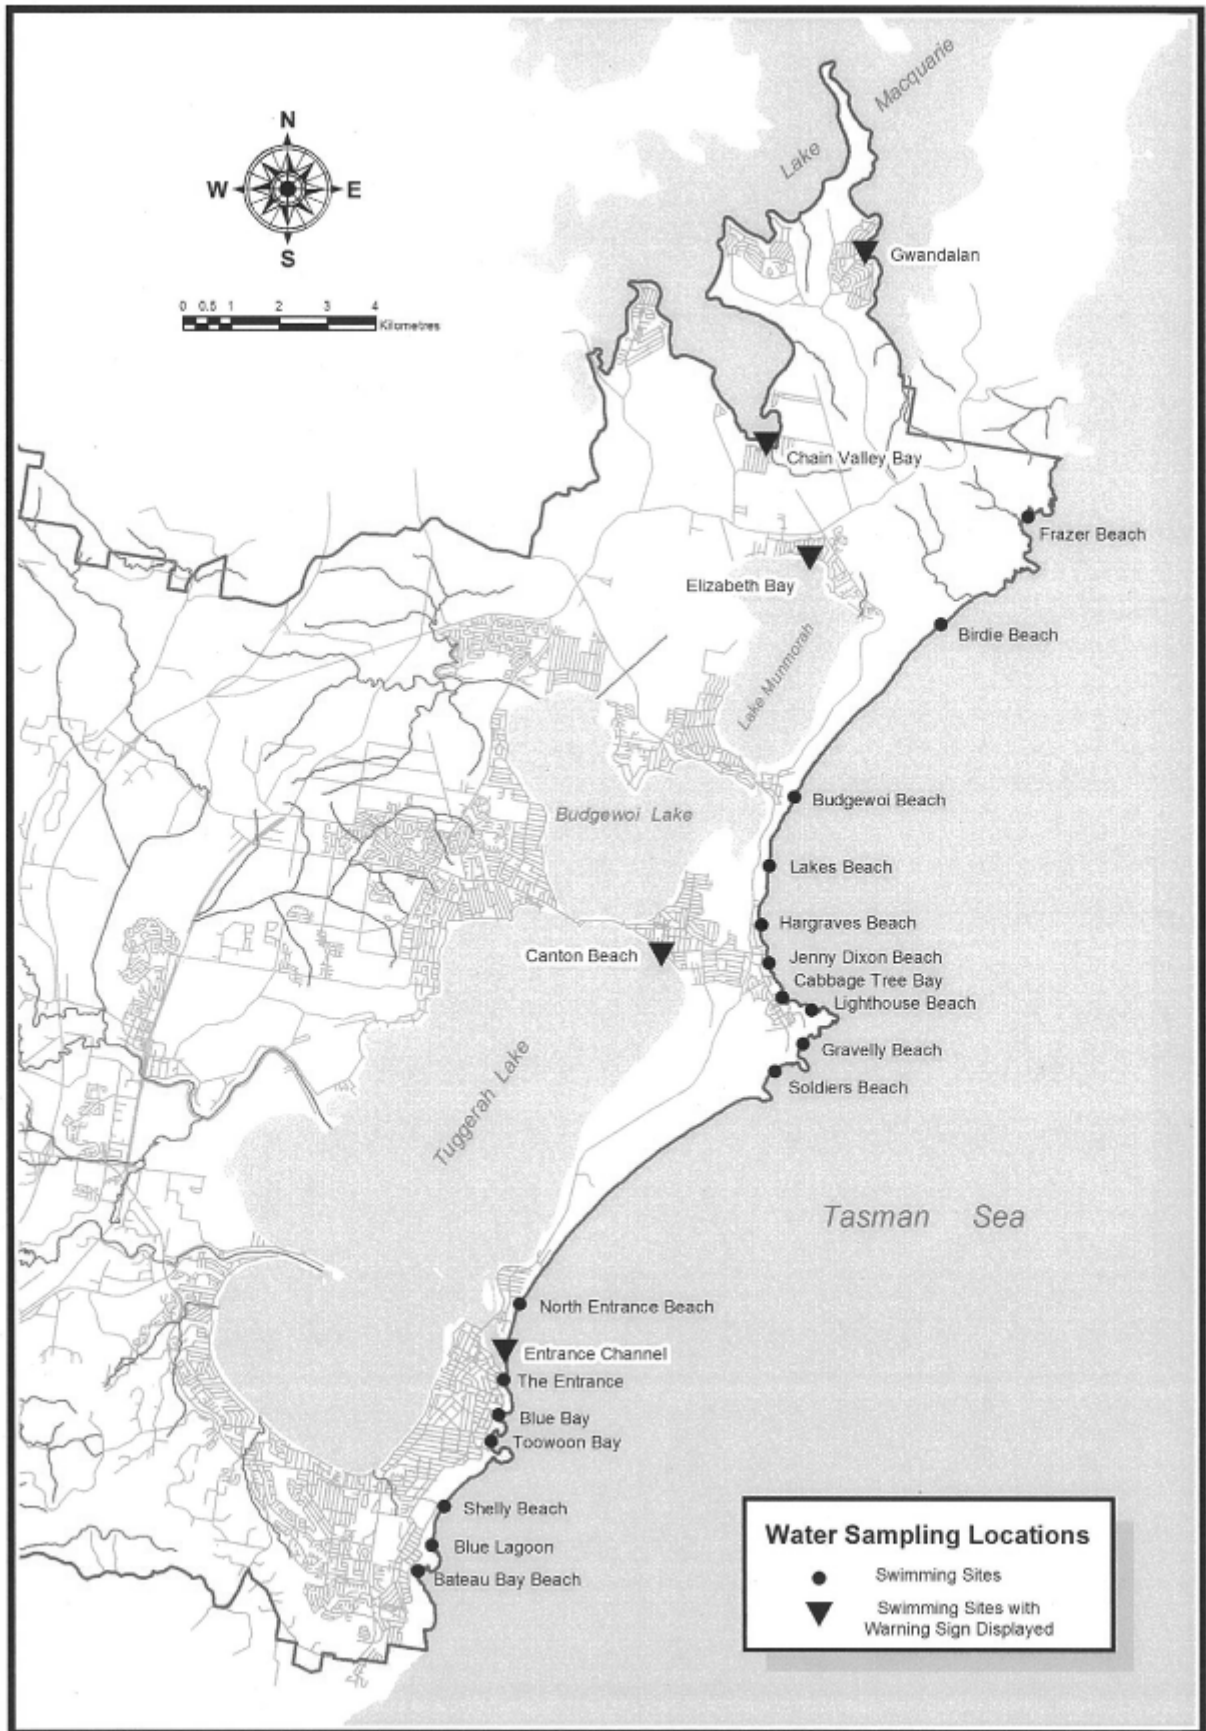 N
W E
S
0 0.5 1 2 3 4
Kilometres
Lake Macquarie
Gwandalan
Chain Valley Bay
Frazer Beach
Elizabeth Bay
Birdie Beach
Lake Munmorah
Budgewoi Beach
Budgewoi Lake
Lakes Beach
Hargraves Beach
Canton Beach
Jenny Dixon Beach
Cabbage Tree Bay
Lighthouse Beach
Gravelly Beach
Soldiers Beach
Tuggerah Lake
Tasman Sea
North Entrance Beach
Entrance Channel
The Entrance
Blue Bay
Toowoon Bay
Shelly Beach
Blue Lagoon
Bateau Bay Beach
Water Sampling Locations
Swimming Sites
Swimming Sites with
Warning Sign Displayed